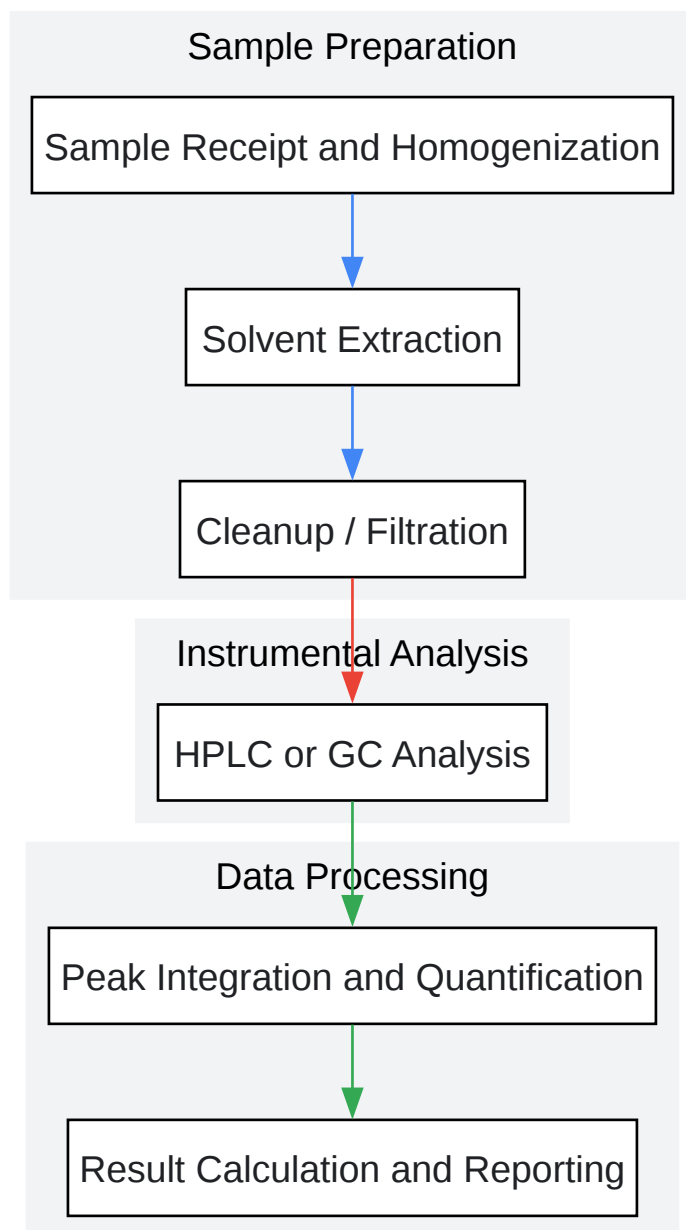 Sample Preparation
Sample Receipt and Homogenization
Solvent Extraction
Cleanup / Filtration
Instrumental Analysis
HPLC or GC Analysis
Data Processing
Peak Integration and Quantification
Result Calculation and Reporting